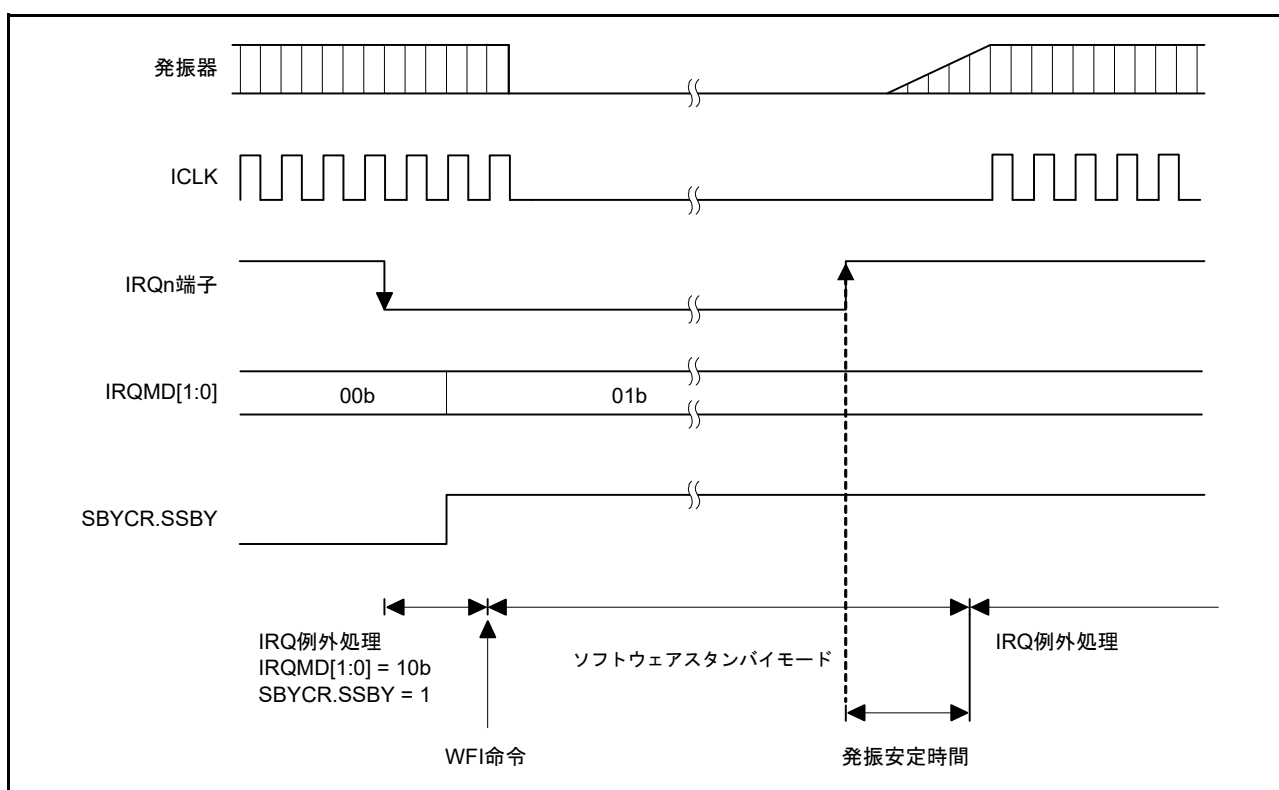 発振器
ICLK
IRQn端子
IRQMD[1:0]
00b
01b
SBYCR.SSBY
IRQ例外処理
IRQMD[1:0] = 10b
SBYCR.SSBY = 1
ソフトウェアスタンバイモード
IRQ例外処理
WFI命令
発振安定時間